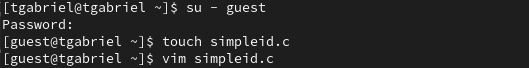 [tgabriel@tgabriel ~]$ su - guest
Password:
[guest@tgabriel ~]$ touch simpleid.c
[guest@tgabriel ~]$ vim simpleid.c